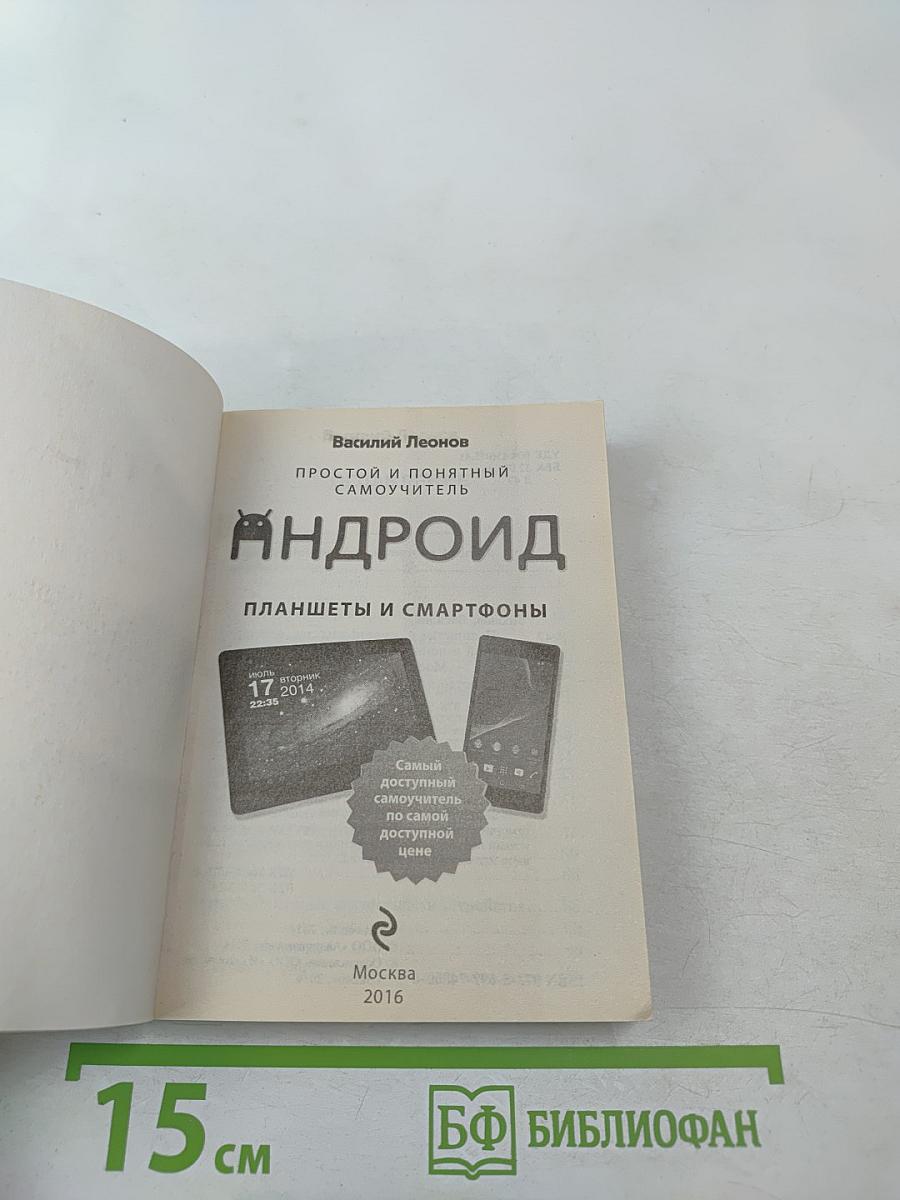 Василий Леонов
ПРОСТОЙ И ПОНЯТНЫЙ
САМОУЧИТЕЛЬ
АНДРОИД
ПЛАНШЕТЫ И СМАРТФОНЫ
июль
17 вторник
2014
22:35
Самый
доступный
самоучитель
по самой
доступной
цене
Москва
2016
15 см
БФ БИБЛИОФАН